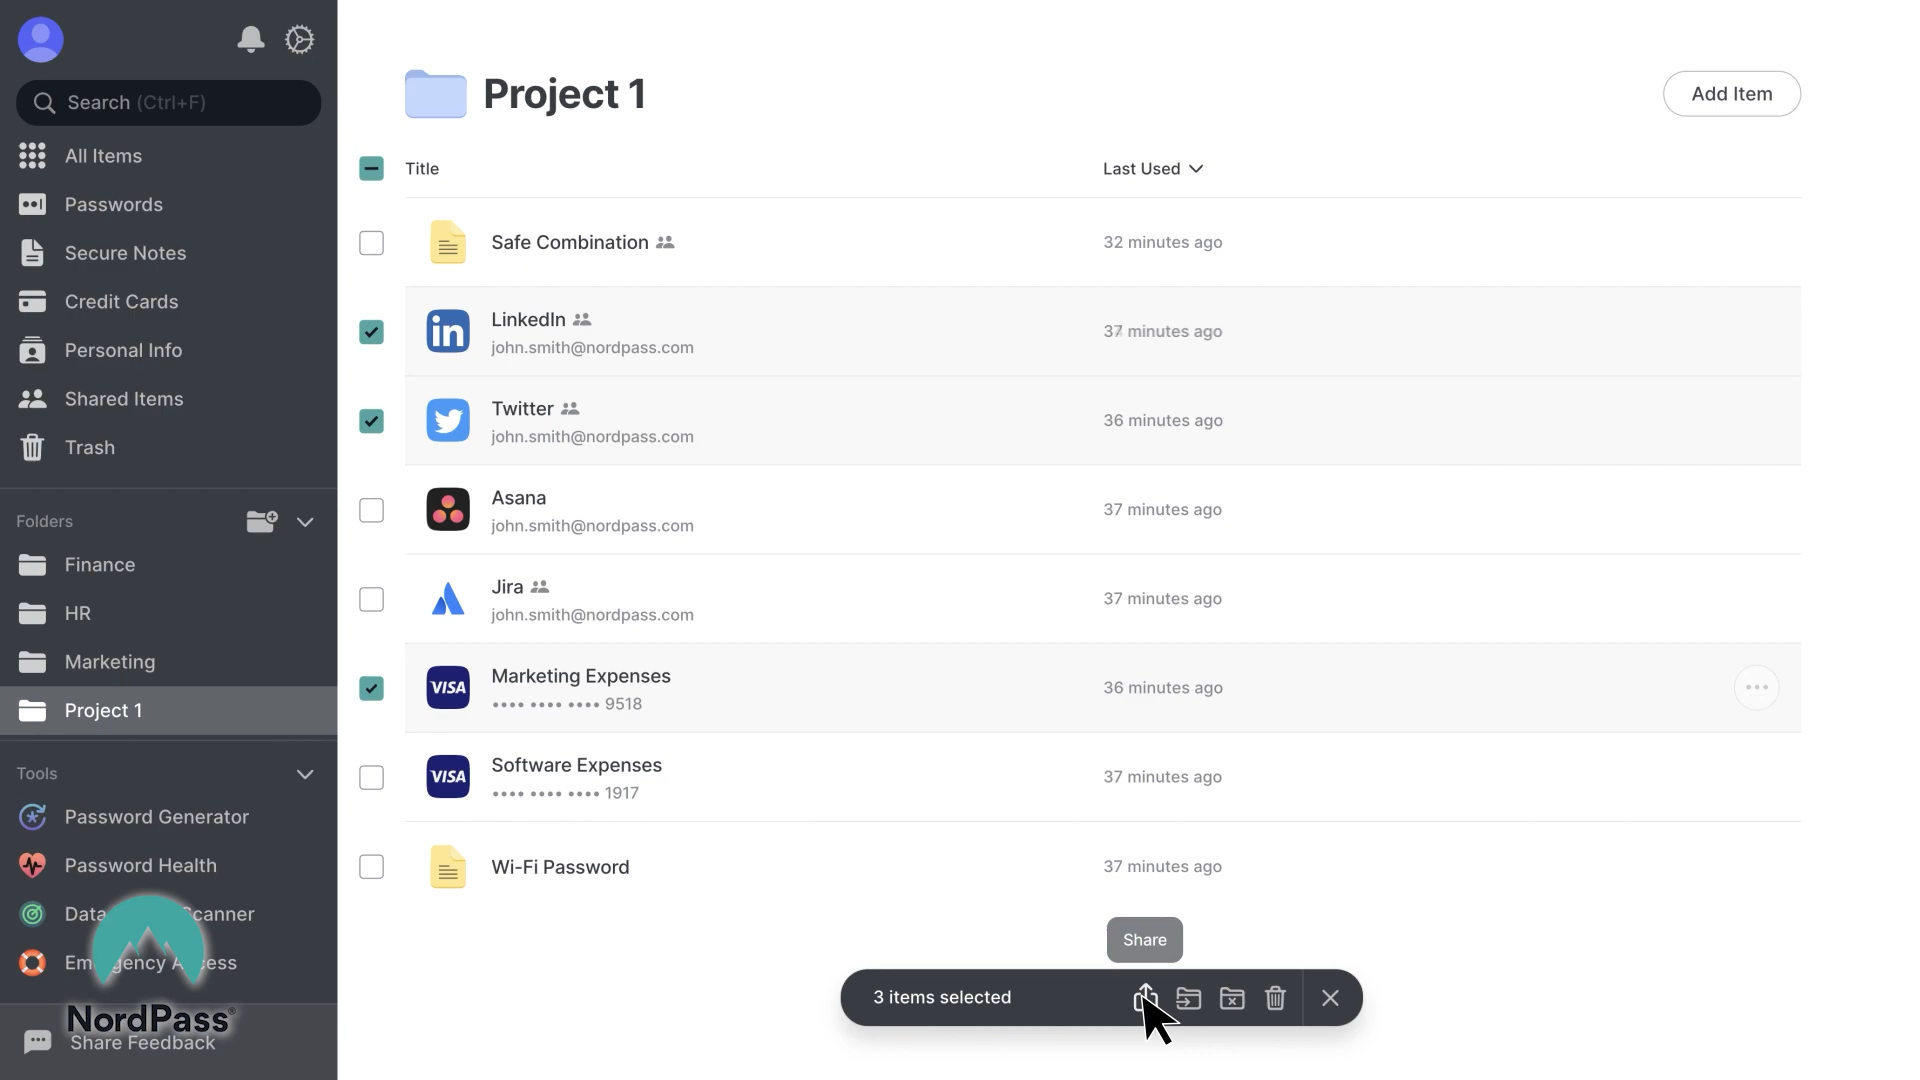 Search (Ctrl+F)
All Items
Passwords
Secure Notes
Credit Cards
Personal Info
Shared Items
Trash
Folders
Finance
HR
Marketing
Project 1
Tools
Password Generator
Password Health
Data canner
Emergency Access
NordPass®
Share Feedback
Project 1
Add Item
Title
Last Used
Safe Combination
32 minutes ago
in
LinkedIn
john.smith@nordpass.com
minutes ago
Twitter
john.smith@nordpass.com
36 minutes ago
Asana
john.smith@nordpass.com
37 minutes ago
Jira
john.smith@nordpass.com
37 minutes ago
VISA
Marketing Expenses
•••• •••• •••• 9518
36 minutes ago
VISA
Software Expenses
•••• •••• •••• 1917
37 minutes ago
Wi-Fi Password
37 minutes ago
Share
3 items selected